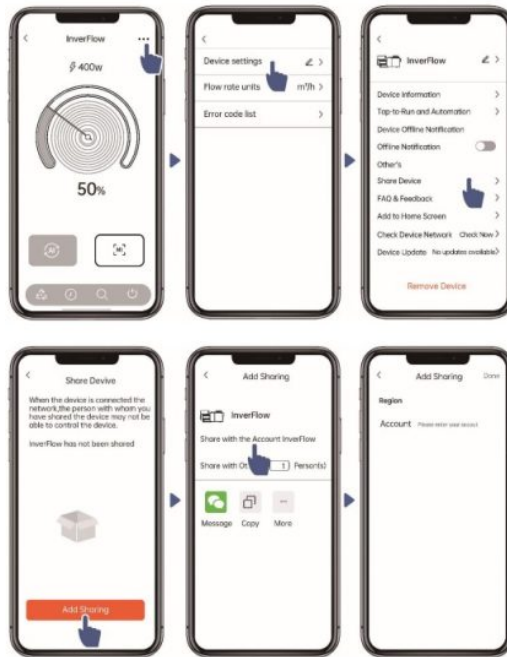 InverFlow
400w
50%
Device settings
Flow rate units m³/h
Error code list
InverFlow
Device Information
Tap-to-Run and Automation
Device Offline Notification
Offline Notification
Other's
Share Device
FAQ & Feedback
Add to Home Screen
Check Device Network Check Now
Device Update No updates available
Remove Device
Share Devive
When the device is connected the
network,the person with whom you
have shared the device may not be
able to control the device.
InverFlow has not been shared
Add Sharing
Add Sharing
InverFlow
Share with the Account InverFlow
Share with Ot 1 Person(s)
Message Copy More
Add Sharing Done
Region
Account Please enter your account